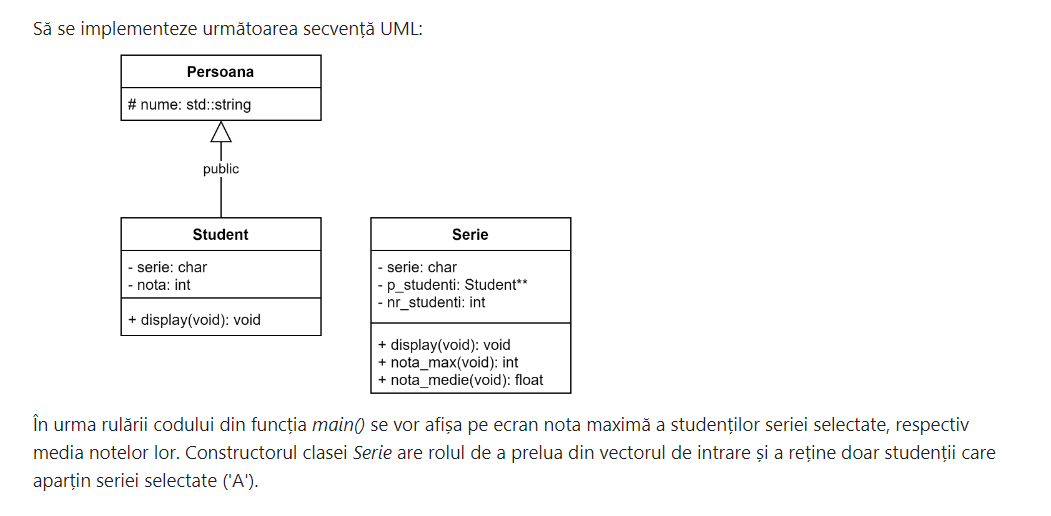 Să se implementeze următoarea secvență UML:
Persoana
# nume: std::string
public
Student
- serie: char
- nota: int
+ display(void): void
Serie
- serie: char
- p_studenti: Student**
- nr_studenti: int
+ display(void): void
+ nota_max(void): int
+ nota_medie(void): float
În urma rulării codului din funcția main() se vor afișa pe ecran nota maximă a studenților seriei selectate, respectiv
media notelor lor. Constructorul clasei Serie are rolul de a prelua din vectorul de intrare și a reține doar studenții care
aparțin seriei selectate ('A').